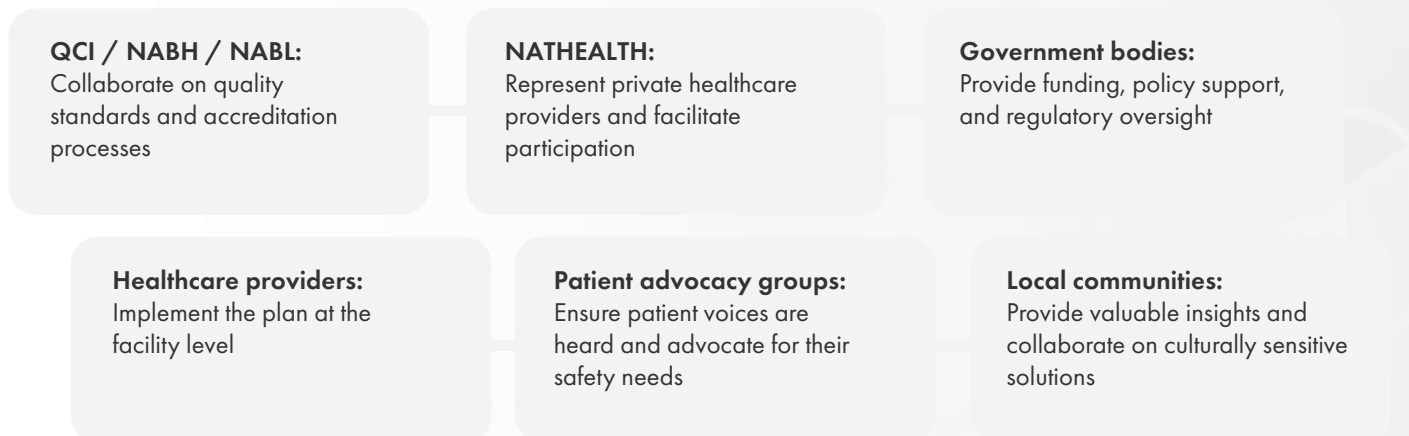 QCI / NABH / NABL:
Collaborate on quality
standards and accreditation
processes
NATHEALTH:
Represent private healthcare
providers and facilitate
participation
Government bodies:
Provide funding, policy support,
and regulatory oversight
Healthcare providers:
Implement the plan at the
facility level
Patient advocacy groups:
Ensure patient voices are
heard and advocate for their
safety needs
Local communities:
Provide valuable insights and
collaborate on culturally sensitive
solutions